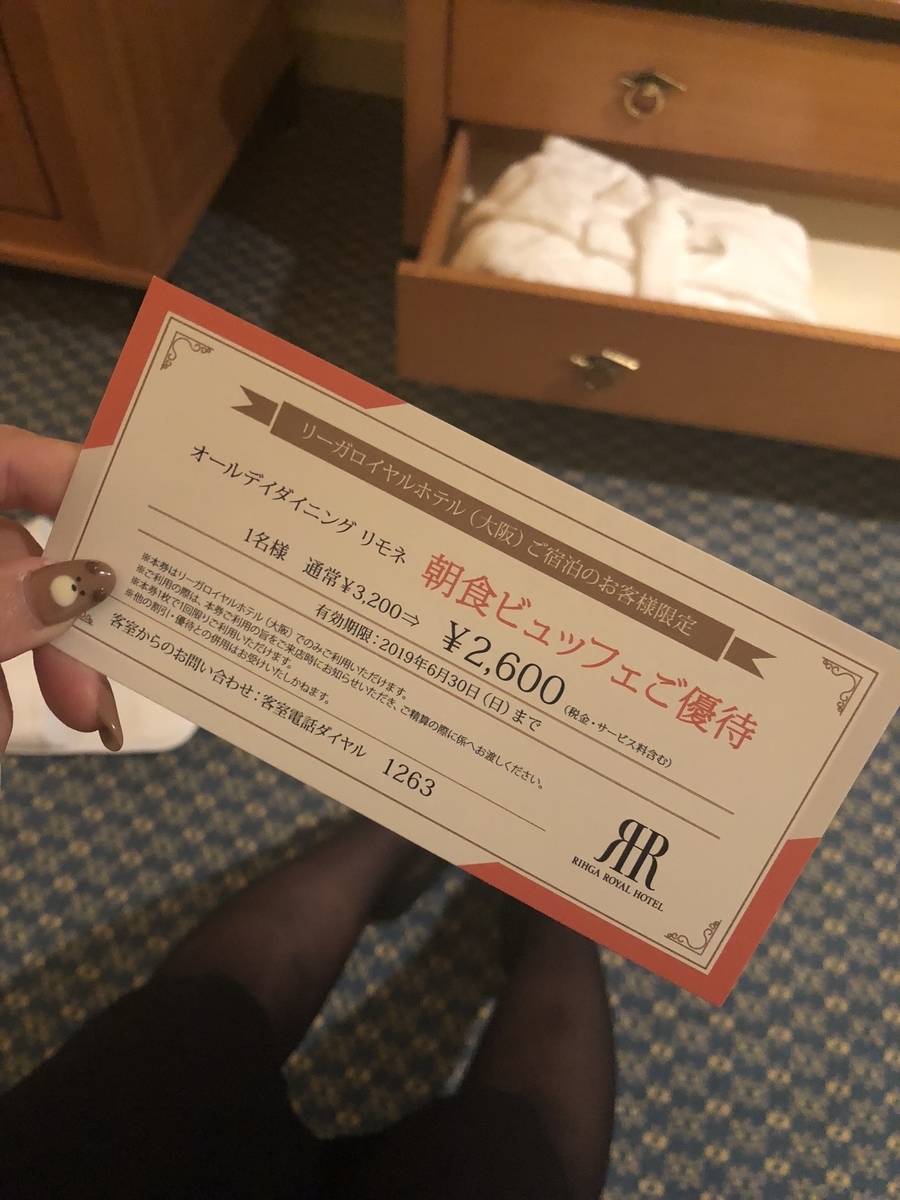 リーガロイヤルホテル（大阪）ご宿泊のお客様限定
オールデイダイニング リモネ 朝食ビュッフェご優待
1名様 通常¥3,200⇒ ¥2,600（税金・サービス料含む）
有効期限：2019年6月30日（日）まで
※本券はリーガロイヤルホテル（大阪）でのみご利用いただけます。
※ご利用の際は、本券ご利用の旨をご来店時にお知らせいただき、ご精算の際に係へお渡しください。
※本券1枚で1回限りご利用いただけます。
※他の割引・優待との併用はお受けいたしかねます。
客室からのお問い合わせ：客室電話ダイヤル 1263
RIHGA ROYAL HOTEL